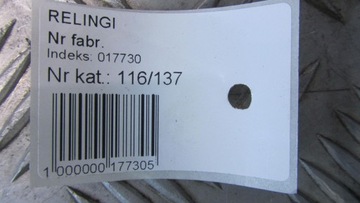 RELINGI
Nr fabr.
Indeks: 017730
Nr kat.: 116/137
1 000000 177305